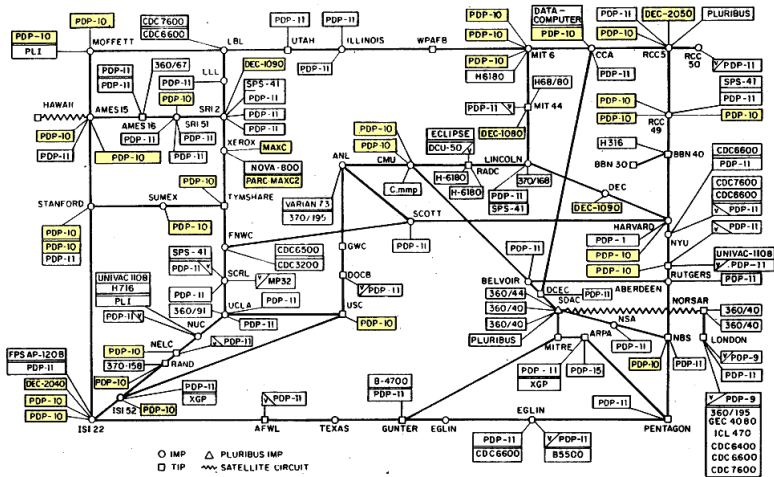 PDP-10
PLI
MOFFETT
PDP-10
CDC7600
CDC6600
LBL
PDP-11
UTAH
PDP-11
ILLINOIS
PDP-11
WPAFB
PDP-10
PDP-10
PDP-10
H6180
MIT 6
DATA-
COMPUTER
PDP-10
CCA
PDP-11
PDP-11
PDP-10
RCC 5
DEC-2050
PLURIBUS
RCC
50
PDP-11
LLL
PDP-11
DEC-1090
SPS-41
PDP-11
PDP-11
SRI 2
HAWAII
AMES15
PDP-11
PDP-11
360/67
AMES16
PDP-11
PDP-10
SRI 51
PDP-11
PDP-11
PDP-10
PDP-11
PDP-10
XEROX
MAXC
NOVA-800
PARC MAXC2
H68/80
PDP-11
MIT 44
DEC-1080
SPS-41
PDP-11
PDP-11
PDP-10
RCC
49
PDP-10
PDP-10
H316
BBN 30
BBN 40
PDP-10
PDP-10
CMU
C.mmp
ECLIPSE
DCU-50
RADC
H-6180
H-6180
LINCOLN
370/168
PDP-11
SPS-41
DEC
DEC-1090
ANL
VARIAN 73
370/195
STANFORD
PDP-10
PDP-10
PDP-11
SUMEX
PDP-10
PDP-10
TYMSHARE
SCOTT
PDP-11
HARVARD
PDP-1
PDP-10
PDP-10
CDC6600
PDP-11
CDC7600
CDC6600
PDP-11
NYU
PDP-11
FNWC
CDC6500
CDC3200
GWC
DOCB
PDP-11
SPS-41
PDP-11
SCRL
MP32
PDP-11
360/91
UCLA
PDP-11
PDP-11
USC
PDP-10
UNIVAC 1108
H716
PLI
PDP-11
NUC
PDP-10
NELC
PDP-11
370-158
RAND
PDP-10
UNIVAC-1108
PDP-11
RUTGERS
PDP-11
BELVOIR
DCEC
PDP-11
ABERDEEN
360/44
360/40
360/40
PLURIBUS
SDAC
NSA
NORSAR
360/40
360/40
MITRE
ARPA
PDP-11
XGP
PDP-15
NBS
PDP-10
PDP-11
LONDON
PDP-9
PDP-11
PDP-9
360/195
GEC 4080
ICL 470
CDC6400
CDC6600
CDC7600
FPS AP-120B
PDP-11
DEC-2040
PDP-10
PDP-10
ISI 22
ISI 52
PDP-11
XGP
PDP-10
PDP-11
AFWL
TEXAS
B-4700
PDP-11
GUNTER
EGLIN
EGLIN
PDP-11
CDC6600
PDP-11
B5500
PDP-11
PENTAGON
IMP
PLURIBUS IMP
TIP
SATELLITE CIRCUIT